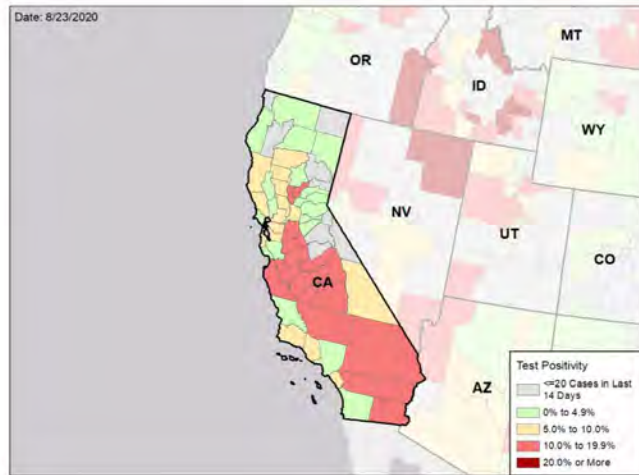 Date: 8/23/2020
MT
OR
ID
WY
NV
UT
CO
CA
AZ
Test Positivity
<=20 Cases in Last
14 Days
0% to 4.9%
5.0% to 10.0%
10.0% to 19.9%
20.0% or More